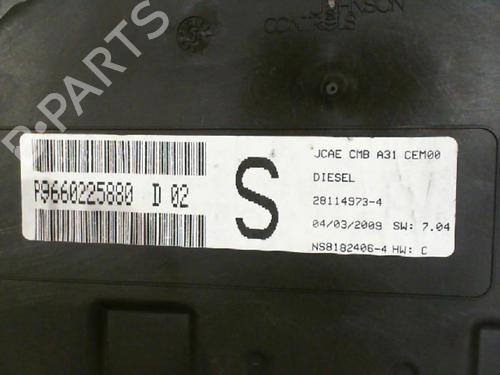 JOHNSON
CONTROLS
B-PARTS
P9660225880 D 02
S
JCAE CMB A31 CEM00
DIESEL
28114973-4
04/03/2009 SW: 7.04
NS8182406-4 HW: C